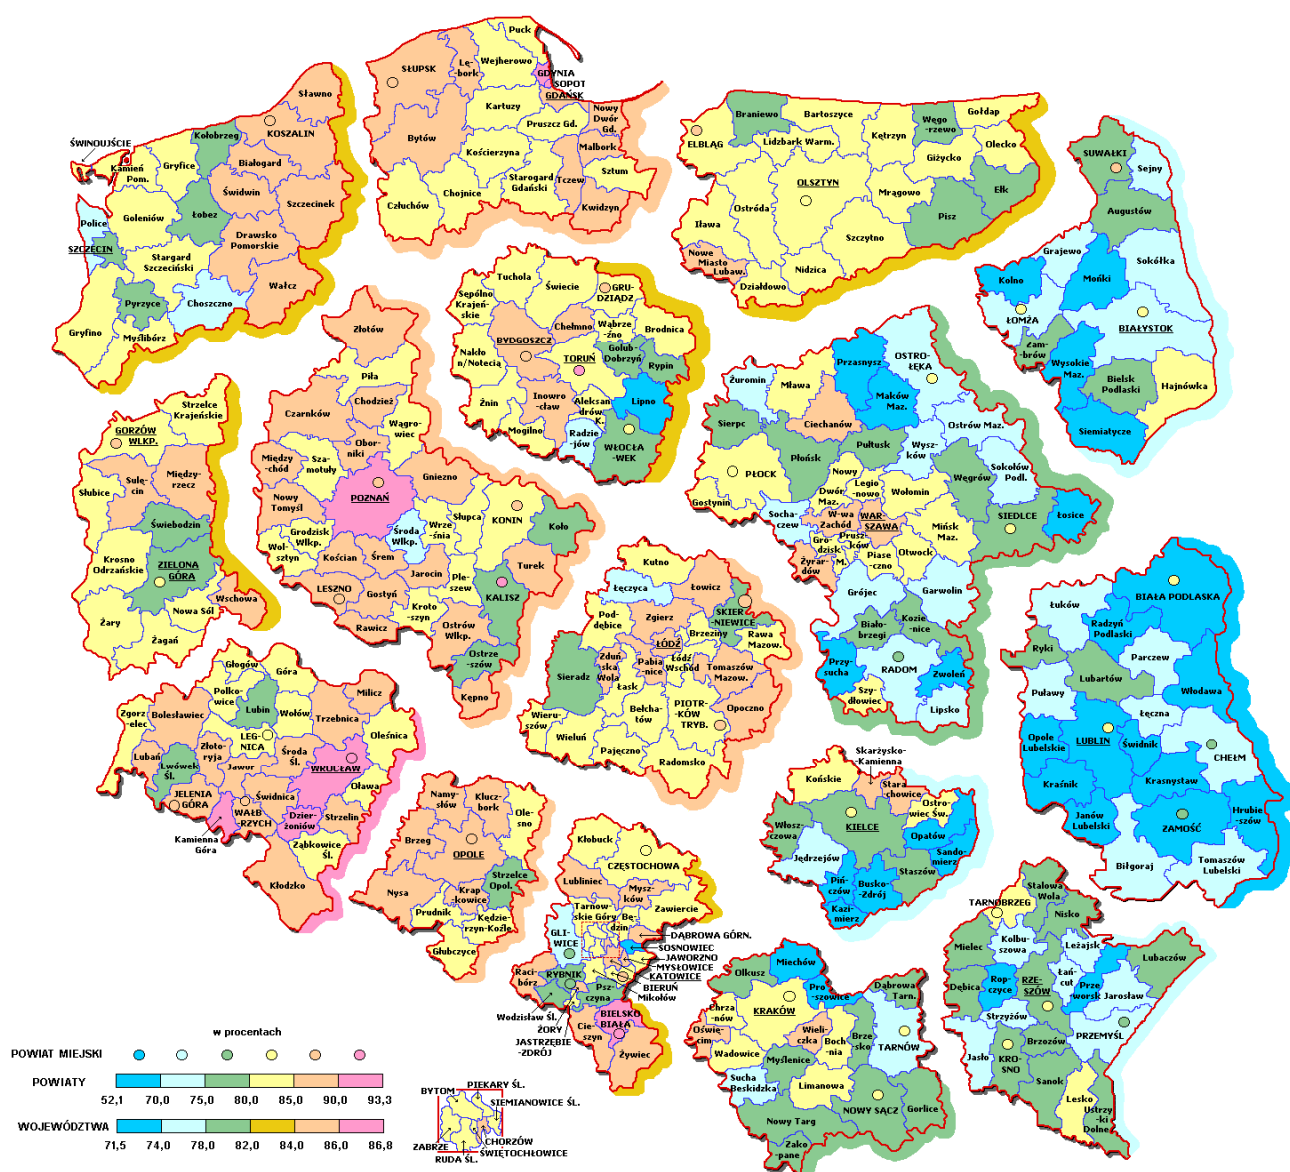 Sławno
KOSZALIN
Kołobrzeg
Białogard
ŚWINOUJŚCIE
Kamień
Pom.
Gryfice
Świdwin
Szczecinek
Łobez
Goleniów
Police
SZCZECIN
Drawsko
Pomorskie
Stargard
Szczeciński
Wałcz
Pyrzyce
Choszczno
Gryfino
Myślibórz
Puck
SŁUPSK
Lę-
bork
Wejherowo
GDYNIA
SOPOT
GDAŃSK
Kartuzy
Bytów
Pruszcz Gd.
Nowy
Dwór
Gd.
Malbork
Kościerzyna
Starogard
Gdański
Tczew
Sztum
Chojnice
Człuchów
Kwidzyn
Braniewo
Bartoszyce
Węgo
-rzewo
Gołdap
ELBLĄG
Lidzbark Warm.
Kętrzyn
Olecko
Giżycko
OLSZTYN
Mrągowo
Ełk
Ostróda
Pisz
Iława
Szczytno
Nowe
Miasto
Lubaw.
Nidzica
Działdowo
SUWAŁKI
Sejny
Augustów
Grajewo
Sokółka
Kolno
Mońki
ŁOMŻA
BIAŁYSTOK
Zam-
-brów
Wysokie
Maz.
Bielsk
Podlaski
Hajnówka
Siemiatycze
Tuchola
Świecie
GRU-
DZIĄDZ
Sępólno
Krajeń-
skie
Chełmno
Wąbrze
-źno
Brodnica
BYDGOSZCZ
TORUŃ
Golub-
Dobrzyń
Nakło
n/Notecią
Rypin
Żnin
Inowro
-cław
Aleksan
drów
K.
Lipno
Mogilno
Radzie-
jów
WŁOCŁA
-WEK
OSTRO-
ŁĘKA
Przasnysz
Żuromin
Mława
Maków
Maz.
Ciechanów
Ostrów Maz.
Sierpc
Pułtusk
Wysz-
ków
Płońsk
Sokołów
Podl.
PŁOCK
Nowy
Dwór
Maz.
Legio
-nowo
Wołomin
Węgrów
Gostynin
Socha-
czew
W-wa
Zachód
WAR-
SZAWA
Mińsk
Maz.
SIEDLCE
Łosice
Gro-
dzisk
M.
Prusz-
ków
Piase
-czno
Otwock
Żyrar-
dów
Grójec
Garwolin
Biało-
brzegi
Kozie
-nice
Przy-
sucha
RADOM
Zwoleń
Szy-
dłowiec
Lipsko
Strzelce
Krajeńskie
GORZÓW
WLKP.
Słubice
Sulę-
cin
Między-
rzecz
Świebodzin
Krosno
Odrzańskie
ZIELONA
GÓRA
Nowa Sól
Wschowa
Żary
Żagań
Złotów
Piła
Chodzież
Czarnków
Wągro-
wiec
Obor-
niki
Między
-chód
Sza-
motuły
Gniezno
POZNAŃ
Nowy
Tomyśl
Słupca
KONIN
Koło
Grodzisk
Wlkp.
Środa
Wlkp.
Wrze
-śnia
Wol-
sztyn
Kościan
Śrem
Turek
Jarocin
Ple-
szew
LESZNO
Gostyń
KALISZ
Kroto
-szyn
Rawicz
Ostrów
Wlkp.
Ostrze
-szów
Kępno
Kutno
Łęczyca
Łowicz
Pod-
dębice
Zgierz
SKIER
NIEWICE
Brzeziny
Rawa
Mazow.
ŁÓDŹ
Zduń
ska
Wola
Pabia
-nice
Łódź
Wschód
Tomaszów
Mazow.
Sieradz
Łask
Opoczno
Wieru-
szów
Bełcha-
tów
PIOTR-
KÓW
TRYB.
Wieluń
Pajęczno
Radomsko
BIAŁA PODLASKA
Łuków
Radzyń
Podlaski
Ryki
Parczew
Lubartów
Włodawa
Puławy
Łęczna
LUBLIN
Opole
Lubelskie
Świdnik
CHEŁM
Kraśnik
Krasnystaw
Janów
Lubelski
ZAMOŚĆ
Hrubie
-szów
Biłgoraj
Tomaszów
Lubelski
Głogów
Góra
Polko-
wice
Milicz
Zgorz
-elec
Lubin
Wołów
Trzebnica
Bolesławiec
Oleśnica
LEG-
NICA
Lubań
Złoto-
ryja
Środa
Śl.
Lwówek
Śl.
Jawor
WROCŁAW
Oława
JELENIA
GÓRA
Świdnica
WAŁB
-RZYCH
Dzier-
żoniów
Strzelin
Kamienna
Góra
Ząbkowice
Śl.
Kłodzko
Namy-
słów
Klucz-
bork
Ole-
sno
Brzeg
OPOLE
Strzelce
Opol.
Nysa
Krap
-kowice
Prudnik
Kędzie-
rzyn-Koźle
Głubczyce
Skarżysko-
Kamienna
Końskie
Stara
chowice
Ostro-
wiec Św.
Włosz-
czowa
KIELCE
Opatów
Jędrzejów
Sando-
mierz
Staszów
Piń-
czów
Busko-
Zdrój
Kazi-
mierz
Kłobuck
CZĘSTOCHOWA
Lubliniec
Mysz-
ków
Tarnow-
skie Góry
Bę-
dzin
Zawiercie
GLI-
WICE
DĄBROWA GÓRN.
SOSNOWIEC
JAWORZNO
MYSŁOWICE
KATOWICE
BIERUŃ
Mikołów
Raci-
bórz
RYBNIK
Psz-
czyna
Wodzisław Śl.
ŻORY
JASTRZĘBIE
-ZDRÓJ
Cie-
szyn
BIELSKO
BIAŁA
Żywiec
Miechów
Olkusz
Pro-
szowice
Dąbrowa
Tarn.
Chrza
-nów
KRAKÓW
Oświę-
cim
Wieli-
czka
Boch-
nia
Brze-
sko
TARNÓW
Wadowice
Myślenice
Sucha
Beskidzka
Limanowa
NOWY SĄCZ
Gorlice
Nowy Targ
Zako-
pane
Stalowa
Wola
TARNOBRZEG
Nisko
Mielec
Kolbu-
szowa
Leżajsk
Lubaczów
Dębica
Rop-
czyce
RZE-
SZÓW
Łań-
cut
Prze
worsk
Jarosław
Strzyżów
PRZEMYŚL
Jasło
Brzozów
KRO-
SNO
Sanok
Lesko
Ustrzy
-ki
Dolne
w procentach
POWIAT MIEJSKI
POWIATY
52,1 70,0 75,0 80,0 85,0 90,0 93,3
WOJEWÓDZTWA
71,5 74,0 78,0 82,0 84,0 86,0 86,8
PIEKARY ŚL.
BYTOM
SIEMIANOWICE ŚL.
CHORZÓW
ZABRZE
ŚWIĘTOCHŁOWICE
RUDA ŚL.